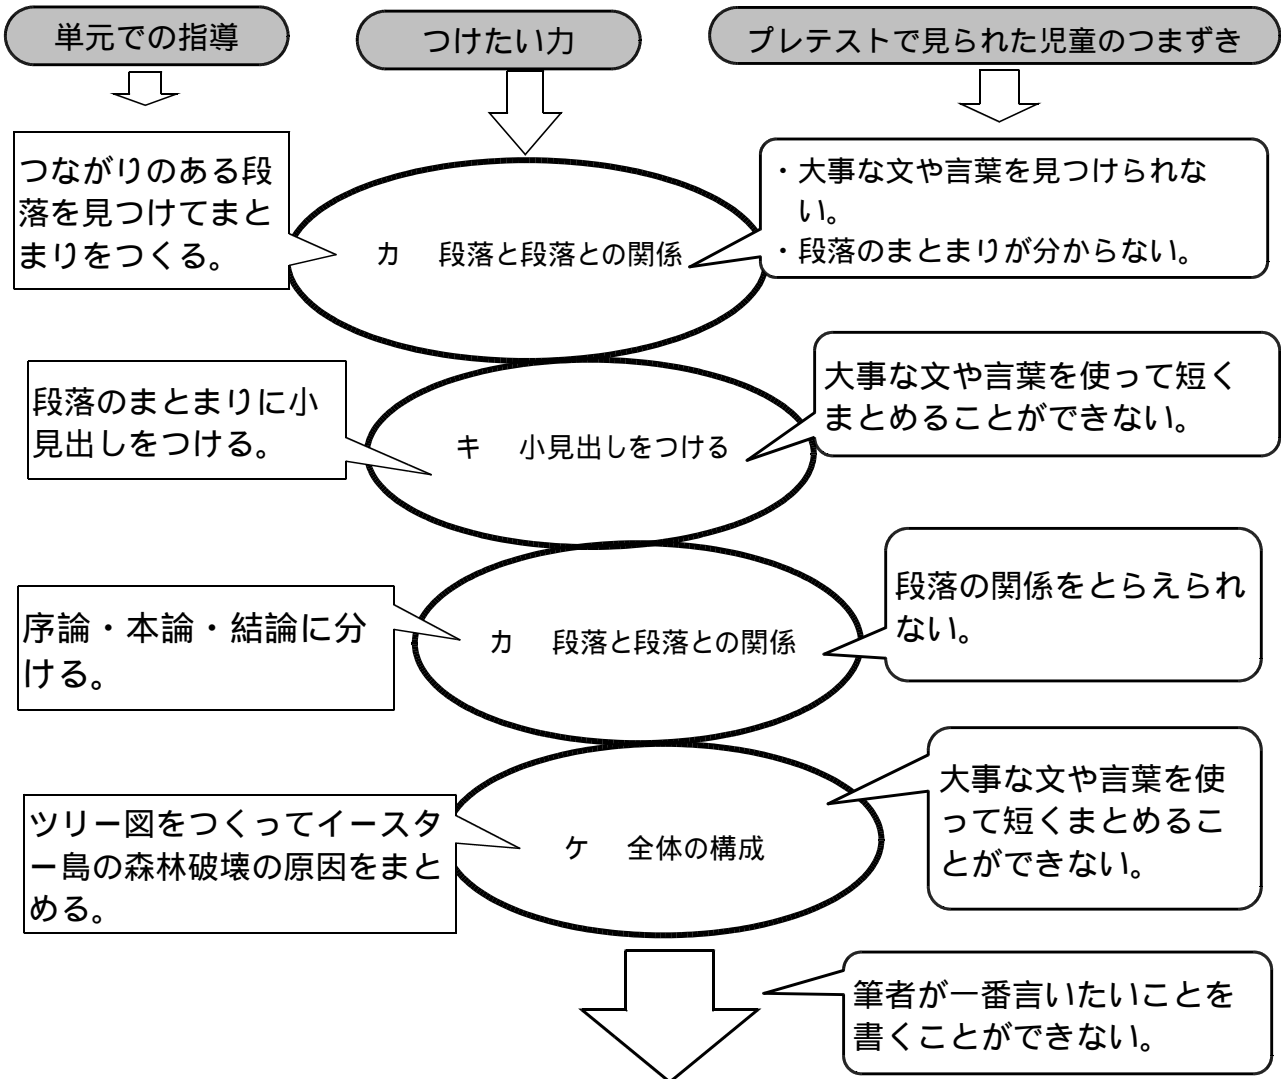 単元での指導
つけたい力
プレテストで見られた児童のつまずき
つながりのある段
落を見つけてまと
まりをつくる。
カ 段落と段落との関係
・大事な文や言葉を見つけられな
い。
・段落のまとまりが分からない。
段落のまとまりに小
見出しをつける。
キ 小見出しをつける
大事な文や言葉を使って短く
まとめることができない。
序論・本論・結論に分
ける。
カ 段落と段落との関係
段落の関係をとらえられ
ない。
ツリー図をつくってイースタ
ー島の森林破壊の原因をまと
める。
ケ 全体の構成
大事な文や言葉を使
って短くまとめるこ
とができない。
筆者が一番言いたいことを
書くことができない。